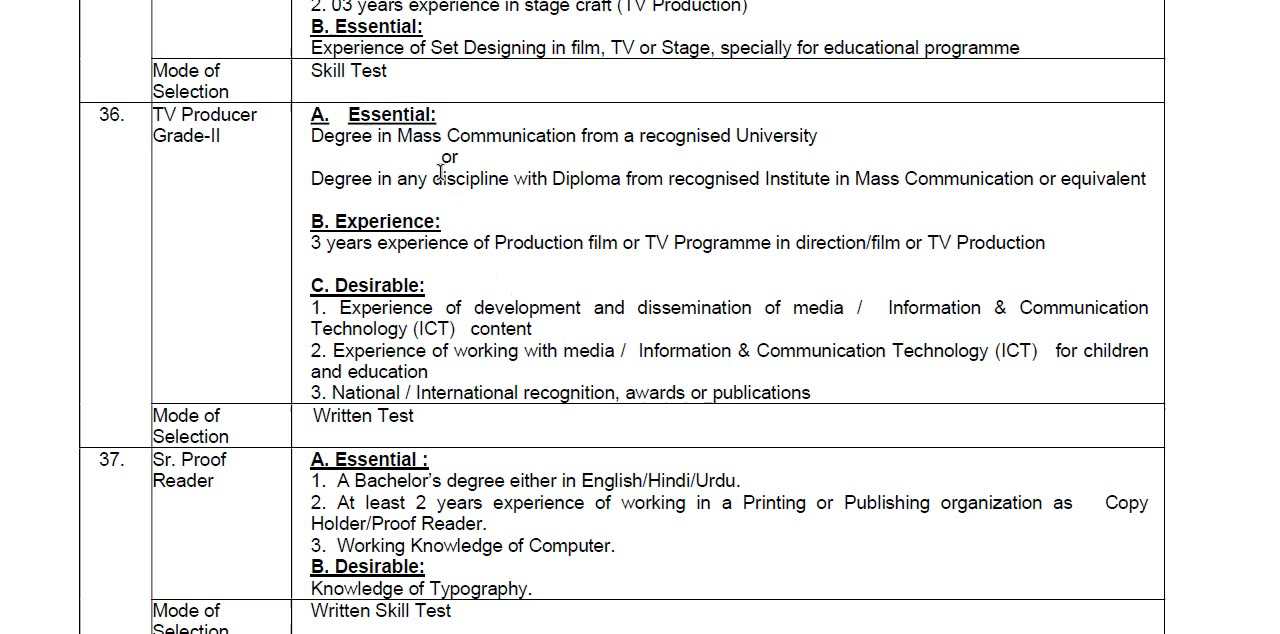 2. 03 years experience in stage craft (TV Production)
B. Essential:
Experience of Set Designing in film, TV or Stage, specially for educational programme
Mode of
Selection
Skill Test
36.
TV Producer
Grade-II
A. Essential:
Degree in Mass Communication from a recognised University
or
Degree in any discipline with Diploma from recognised Institute in Mass Communication or equivalent
B. Experience:
3 years experience of Production film or TV Programme in direction/film or TV Production
C. Desirable:
1. Experience of development and dissemination of media / Information & Communication
Technology (ICT) content
2. Experience of working with media / Information & Communication Technology (ICT) for children
and education
3. National / International recognition, awards or publications
Mode of
Selection
Written Test
37.
Sr. Proof
Reader
A. Essential :
1. A Bachelor's degree either in English/Hindi/Urdu.
2. At least 2 years experience of working in a Printing or Publishing organization as Copy
Holder/Proof Reader.
3. Working Knowledge of Computer.
B. Desirable:
Knowledge of Typography.
Mode of
Selection
Written Skill Test